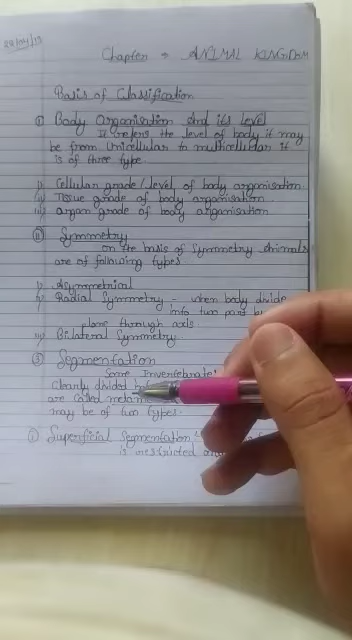 Chapter → ANIMAL KINGDOM
Basis of Classification
① Body organisation and its level
It refers the level of body it may
be from Unicellular to multicellular it
is of three type
i) Cellular grade/level of body organisation.
ii) Tissue grade of body organisation.
iii) organ grade of body organisation
② Symmetry
on the basis of symmetry animals
are of following types
i) Asymmetrical
ii) Radial Symmetry - when body divide
into two part by
plane through axis
iii) Bilateral Symmetry.
③ Segmentation
Some Invertebrate
Clearly divided
are called
may be of two types.
① Superficial Segmentation
is restricted